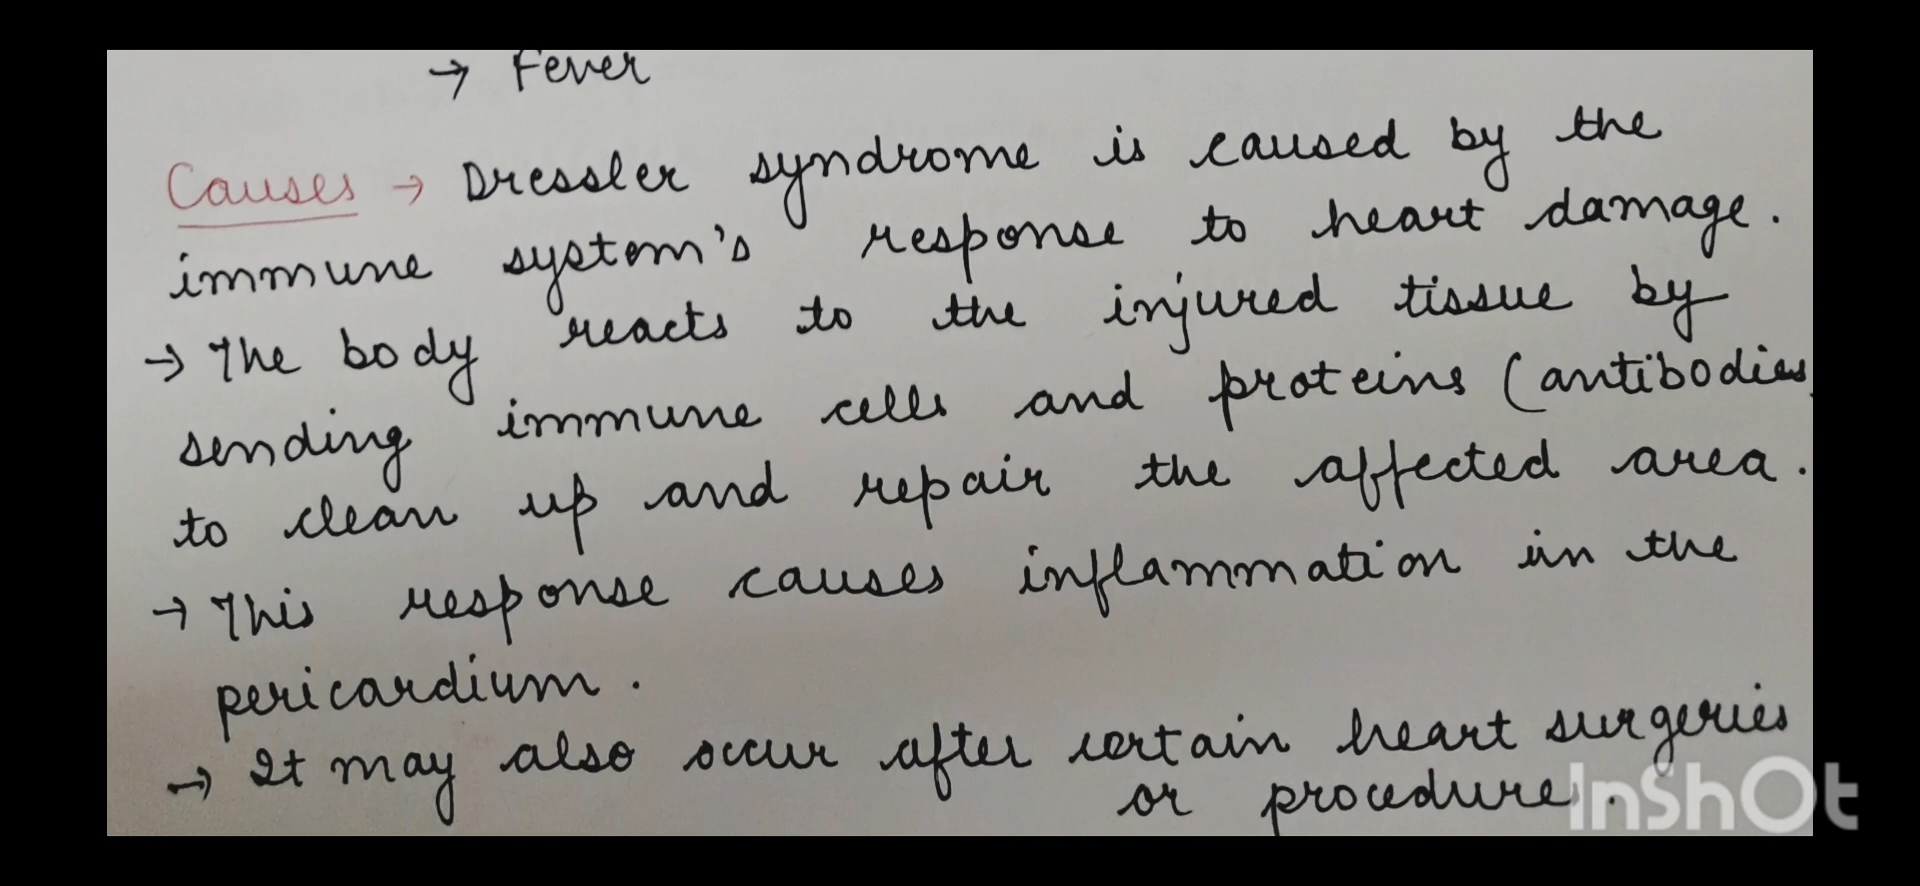 → Fever
Causes → Dressler syndrome is caused by the
immune system's response to heart damage.
→ The body reacts to the injured tissue by
sending immune cells and proteins (antibodies
to clean up and repair the affected area.
→ This response causes inflammation in the
pericardium.
→ It may also occur after certain heart surgeries
or procedures.
InShOt